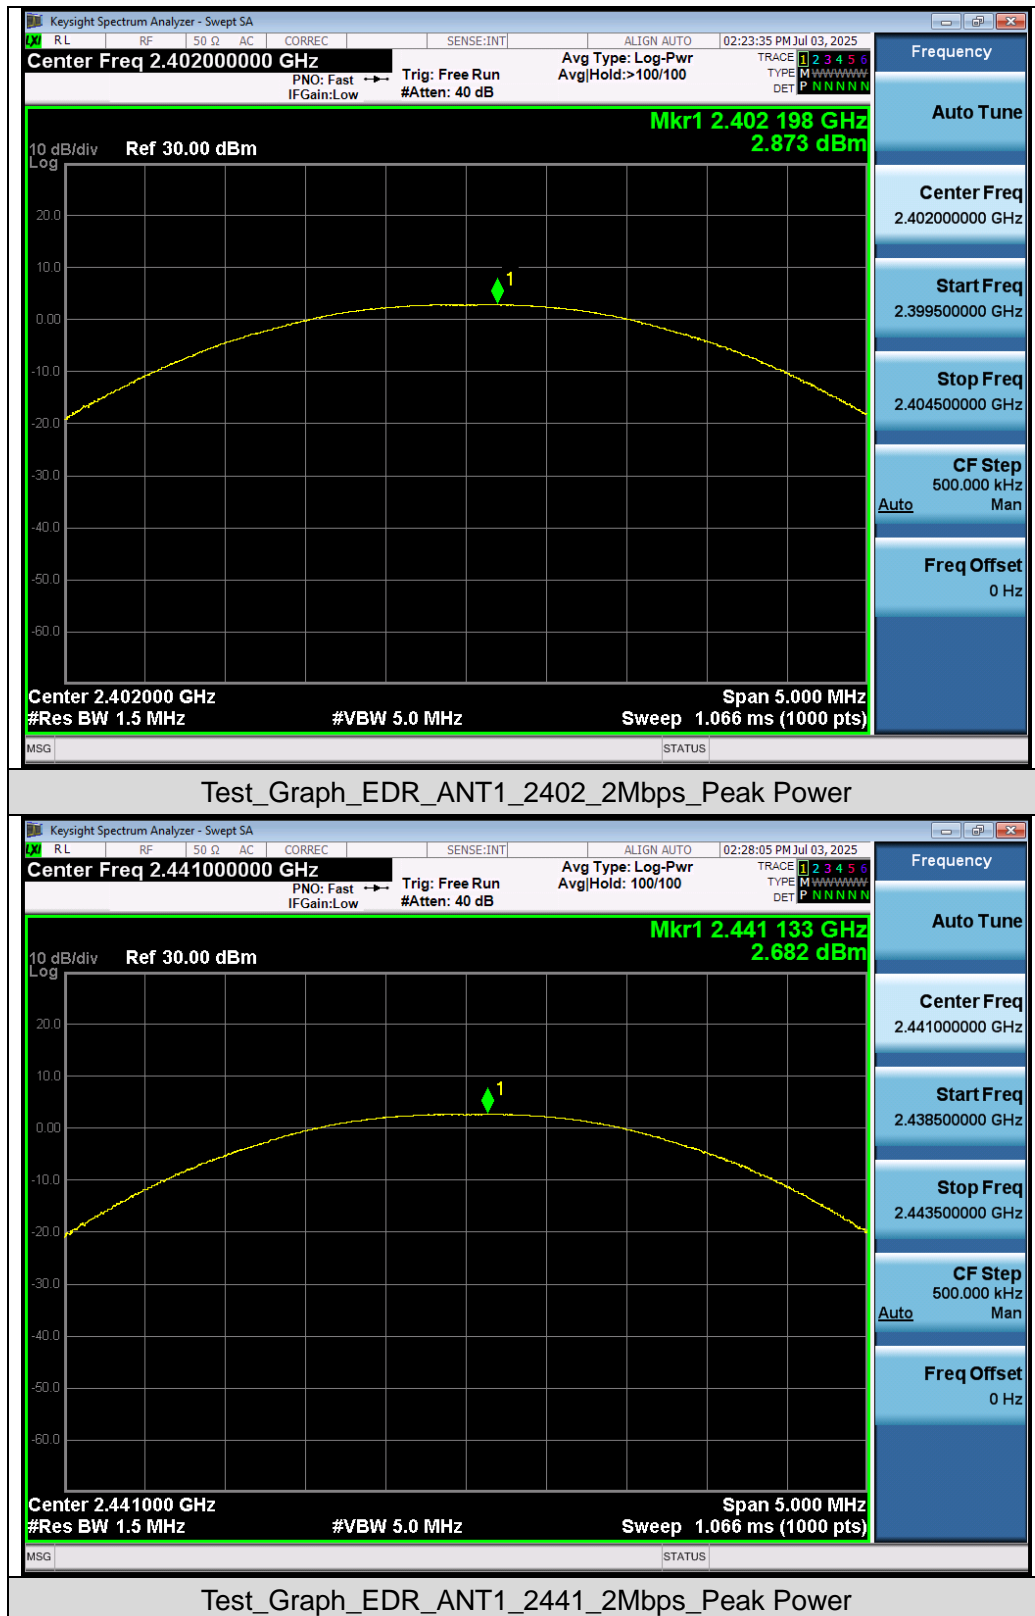 Keysight Spectrum Analyzer - Swept SA
LXI RL RF 50 Ω AC CORREC SENSE:INT ALIGN AUTO 02:23:35 PM Jul 03, 2025
Center Freq 2.402000000 GHz
PNO: Fast
IFGain:Low
Trig: Free Run
#Atten: 40 dB
Avg Type: Log-Pwr
Avg|Hold:>100/100
TRACE 1 2 3 4 5 6
TYPE M WWWWW
DET P N N N N N
Mkr1 2.402 198 GHz
2.873 dBm
10 dB/div
Log
Ref 30.00 dBm
20.0
10.0
1
0.00
-10.0
-20.0
-30.0
-40.0
-50.0
-60.0
Center 2.402000 GHz
Span 5.000 MHz
#Res BW 1.5 MHz
#VBW 5.0 MHz
Sweep 1.066 ms (1000 pts)
MSG
STATUS
Frequency
Auto Tune
Center Freq
2.402000000 GHz
Start Freq
2.399500000 GHz
Stop Freq
2.404500000 GHz
CF Step
500.000 kHz
Auto Man
Freq Offset
0 Hz
Test_Graph_EDR_ANT1_2402_2Mbps_Peak Power
Keysight Spectrum Analyzer - Swept SA
LXI RL RF 50 Ω AC CORREC SENSE:INT ALIGN AUTO 02:28:05 PM Jul 03, 2025
Center Freq 2.441000000 GHz
PNO: Fast
IFGain:Low
Trig: Free Run
#Atten: 40 dB
Avg Type: Log-Pwr
Avg|Hold: 100/100
TRACE 1 2 3 4 5 6
TYPE M WWWWW
DET P N N N N N
Mkr1 2.441 133 GHz
2.682 dBm
10 dB/div
Log
Ref 30.00 dBm
20.0
10.0
1
0.00
-10.0
-20.0
-30.0
-40.0
-50.0
-60.0
Center 2.441000 GHz
Span 5.000 MHz
#Res BW 1.5 MHz
#VBW 5.0 MHz
Sweep 1.066 ms (1000 pts)
MSG
STATUS
Frequency
Auto Tune
Center Freq
2.441000000 GHz
Start Freq
2.438500000 GHz
Stop Freq
2.443500000 GHz
CF Step
500.000 kHz
Auto Man
Freq Offset
0 Hz
Test_Graph_EDR_ANT1_2441_2Mbps_Peak Power